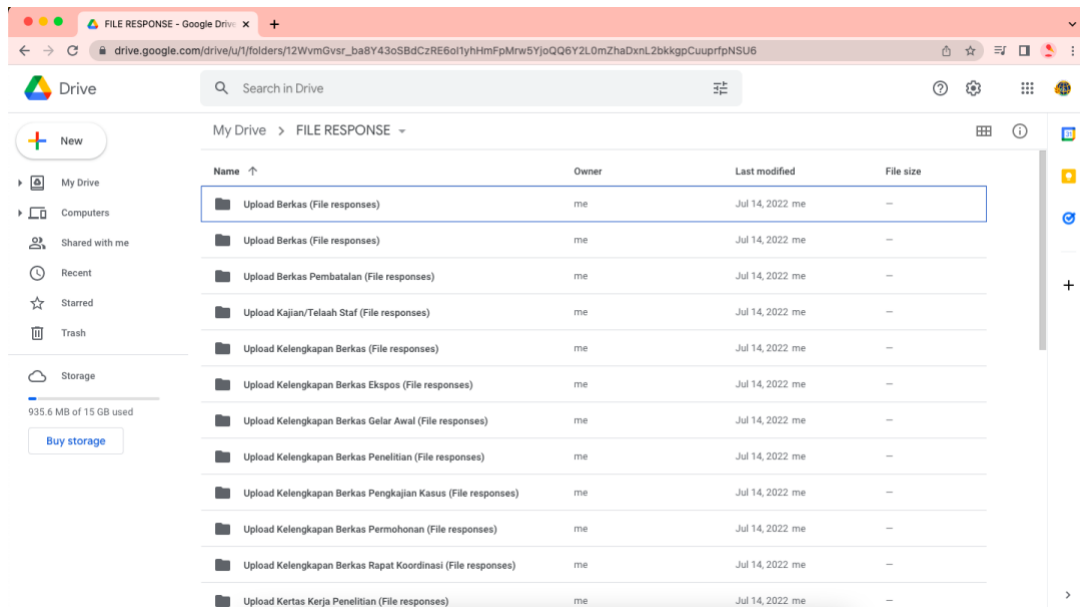 FILE RESPONSE - Google Drive
drive.google.com/drive/u/1/folders/12WvmGvsr_ba8Y43oSBdCzRE6oI1yhHmFpMrw5YjoQQ6Y2L0mZhaDxnL2bkkgpCuuprfpNSU6
Drive
Search in Drive
New
My Drive
Computers
Shared with me
Recent
Starred
Trash
Storage
935.6 MB of 15 GB used
Buy storage
My Drive > FILE RESPONSE
Name Owner Last modified File size
Upload Berkas (File responses) me Jul 14, 2022 me —
Upload Berkas (File responses) me Jul 14, 2022 me —
Upload Berkas Pembatalan (File responses) me Jul 14, 2022 me —
Upload Kajian/Telaah Staf (File responses) me Jul 14, 2022 me —
Upload Kelengkapan Berkas (File responses) me Jul 14, 2022 me —
Upload Kelengkapan Berkas Ekspos (File responses) me Jul 14, 2022 me —
Upload Kelengkapan Berkas Gelar Awal (File responses) me Jul 14, 2022 me —
Upload Kelengkapan Berkas Penelitian (File responses) me Jul 14, 2022 me —
Upload Kelengkapan Berkas Pengkajian Kasus (File responses) me Jul 14, 2022 me —
Upload Kelengkapan Berkas Permohonan (File responses) me Jul 14, 2022 me —
Upload Kelengkapan Berkas Rapat Koordinasi (File responses) me Jul 14, 2022 me —
Upload Kertas Kerja Penelitian (File responses) me Jul 14, 2022 me —
31